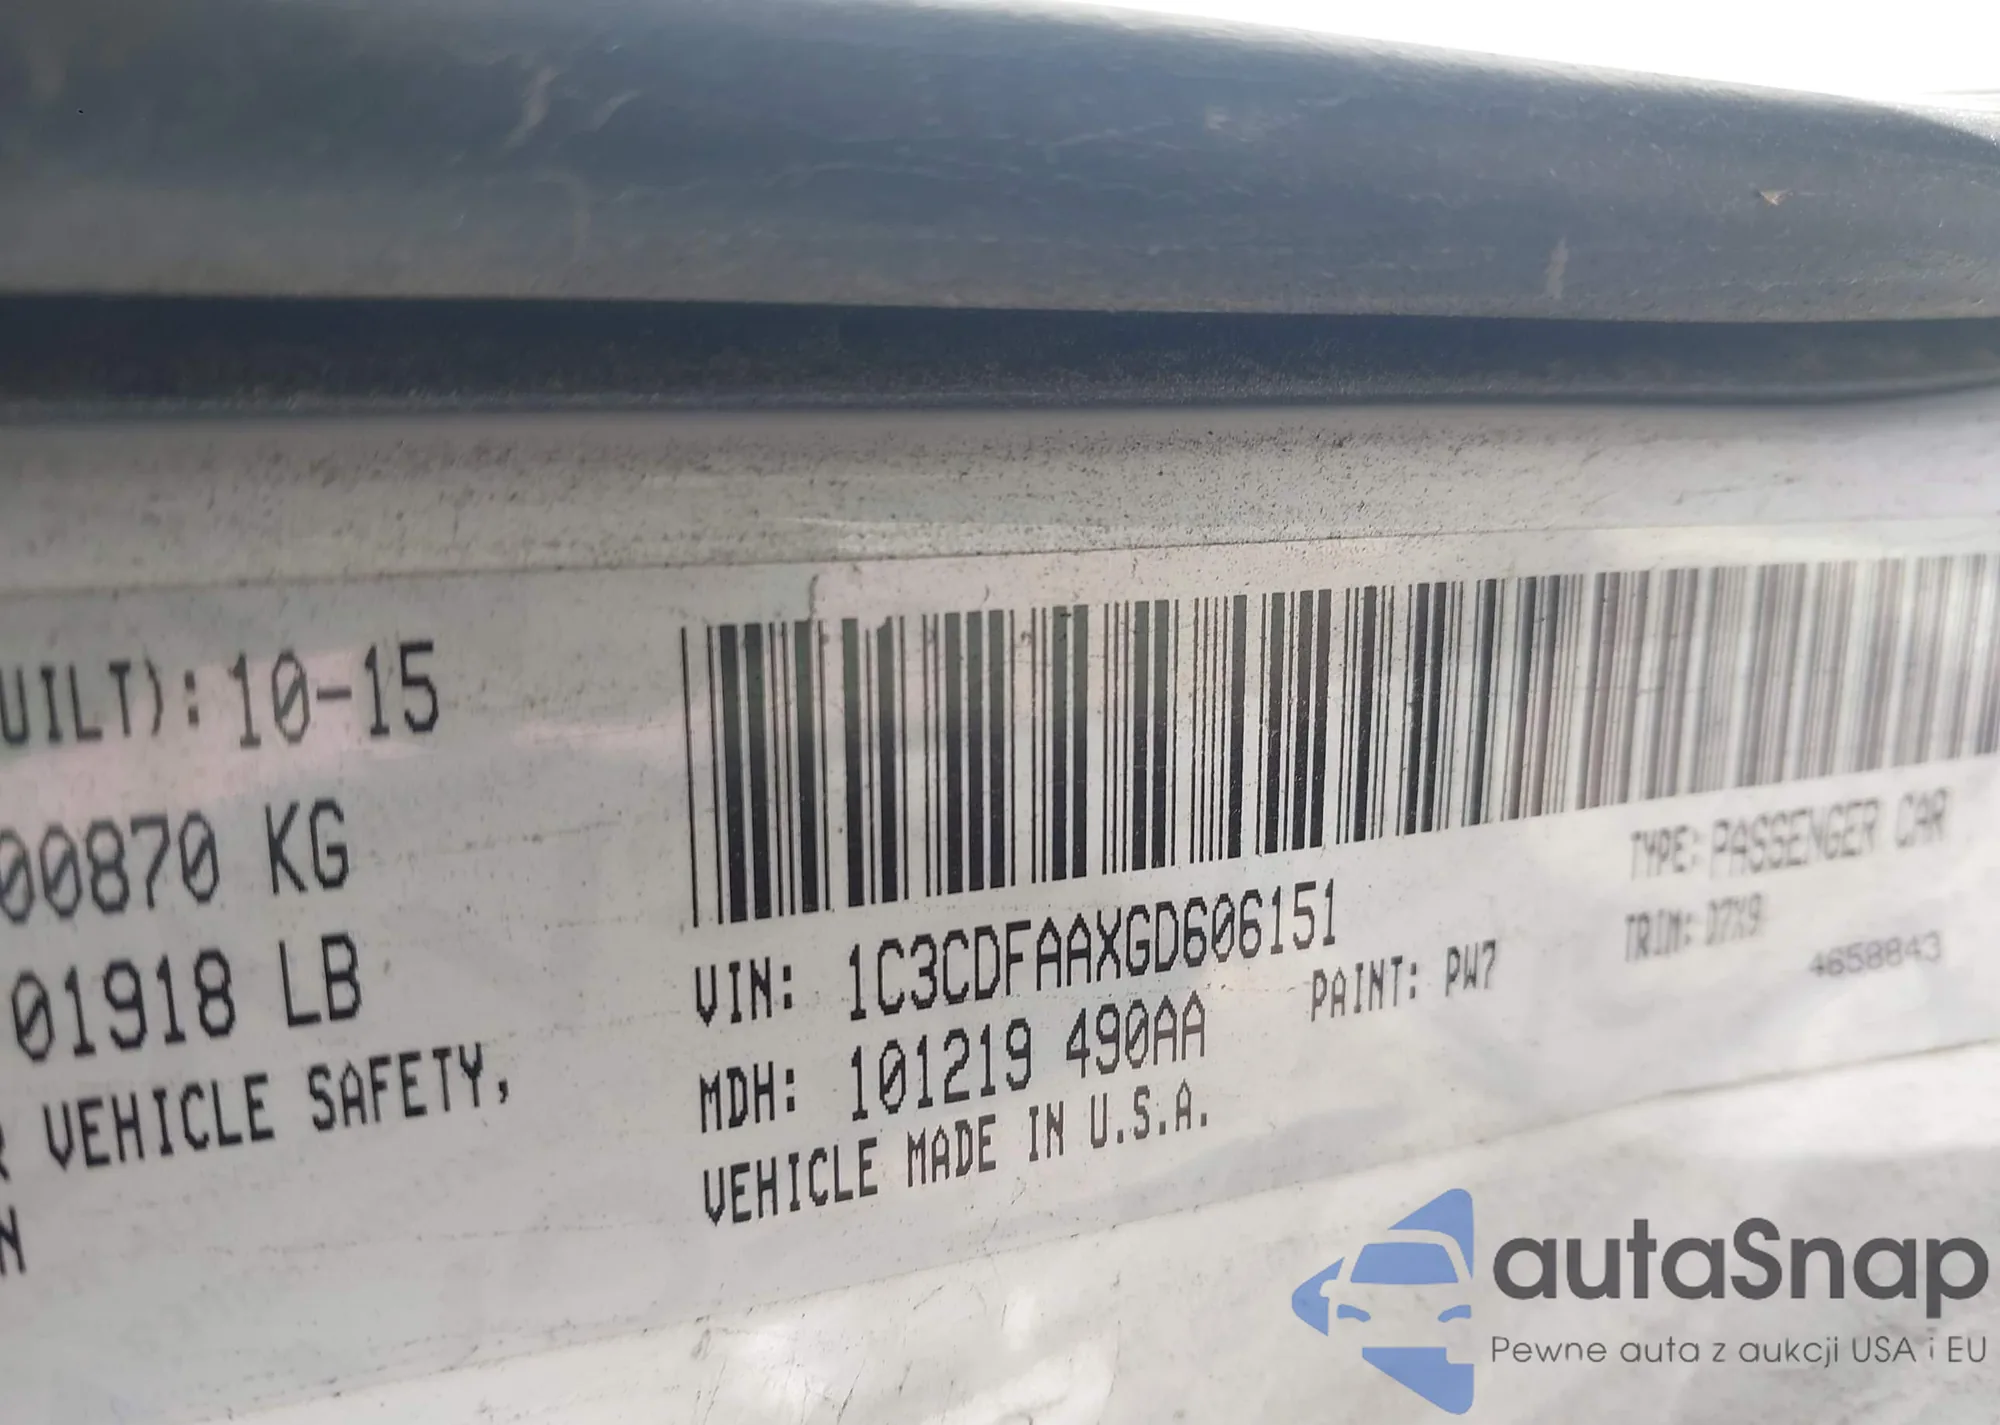 UILT): 10-15
00870 KG
01918 LB
VEHICLE SAFETY,
N
VIN: 1C3CDFAAXGD606151
MDH: 101219 490AA
VEHICLE MADE IN U.S.A.
PAINT: PW7
TYPE: PASSENGER CAR
TRIM: D7X9
4658843
autaSnap
Pewne auta z aukcji USA i EU